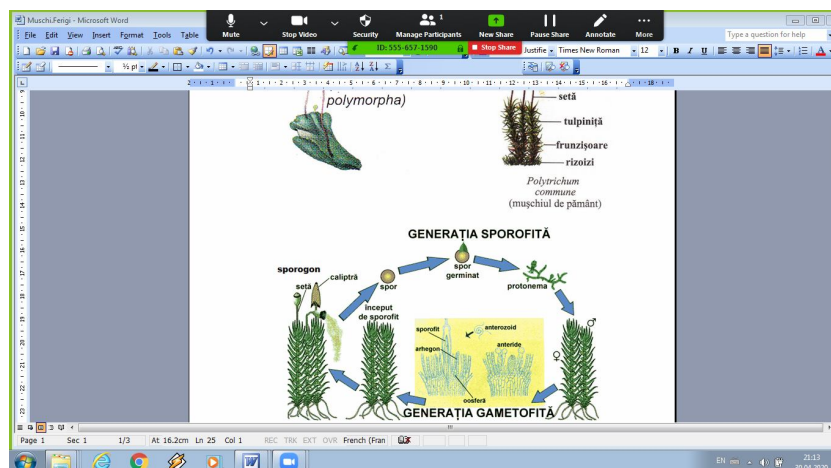 Muschi.Ferigi - Microsoft Word
Mute
Stop Video
Security
1
Manage Participants
New Share
Pause Share
Annotate
More
File Edit View Insert Format Tools Table
Type a question for help
ID: 555-657-1590
Stop Share
Justifie
Times New Roman
12
B I U
½ pt
polymorpha)
setă
tulpiniță
frunzișoare
rizoizi
Polytrichum
commune
(mușchiul de pământ)
GENERAȚIA SPOROFITĂ
sporogon
setă
caliptră
spor
spor
germinat
protonema
început
de sporofit
sporofit
anterozoid
arhegon
anteride
oosferă
♂
♀
GENERAȚIA GAMETOFITĂ
Page 1 Sec 1 1/3 At 16.2cm Ln 25 Col 1 REC TRK EXT OVR French (Fran
EN
21:13